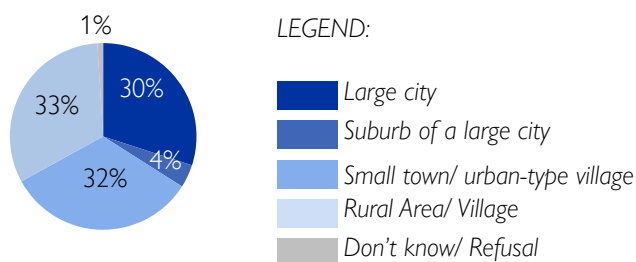 1%
30%
33%
4%
32%
LEGEND:
Large city
Suburb of a large city
Small town/ urban-type village
Rural Area/ Village
Don't know/ Refusal